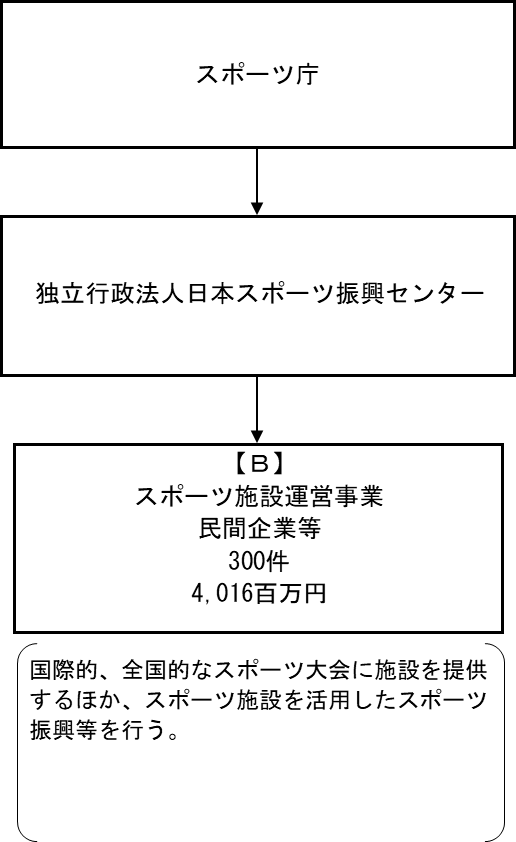 スポーツ庁
独立行政法人日本スポーツ振興センター
【Ｂ】
スポーツ施設運営事業
民間企業等
300件
4,016百万円
国際的、全国的なスポーツ大会に施設を提供
するほか、スポーツ施設を活用したスポーツ
振興等を行う。